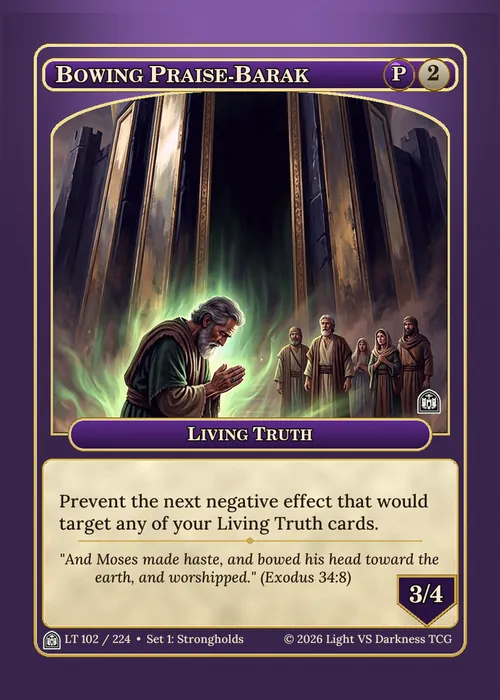 Bowing Praise-Barak
P 2
Living Truth
Prevent the next negative effect that would
target any of your Living Truth cards.
"And Moses made haste, and bowed his head toward the
earth, and worshipped." (Exodus 34:8)
3/4
LT 102 / 224 • Set 1: Strongholds © 2026 Light VS Darkness TCG